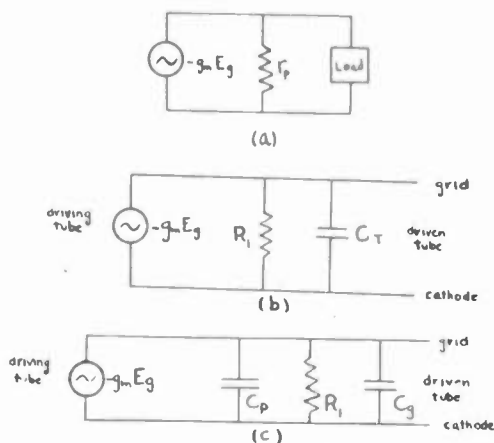 -gmEg
rp
Load
(a)
grid
driving
tube
-gmEg
R1
CT
driven
tube
(b)
cathode
grid
driving
tube
-gmEg
Cp
R1
Cg
driven
tube
cathode
(c)